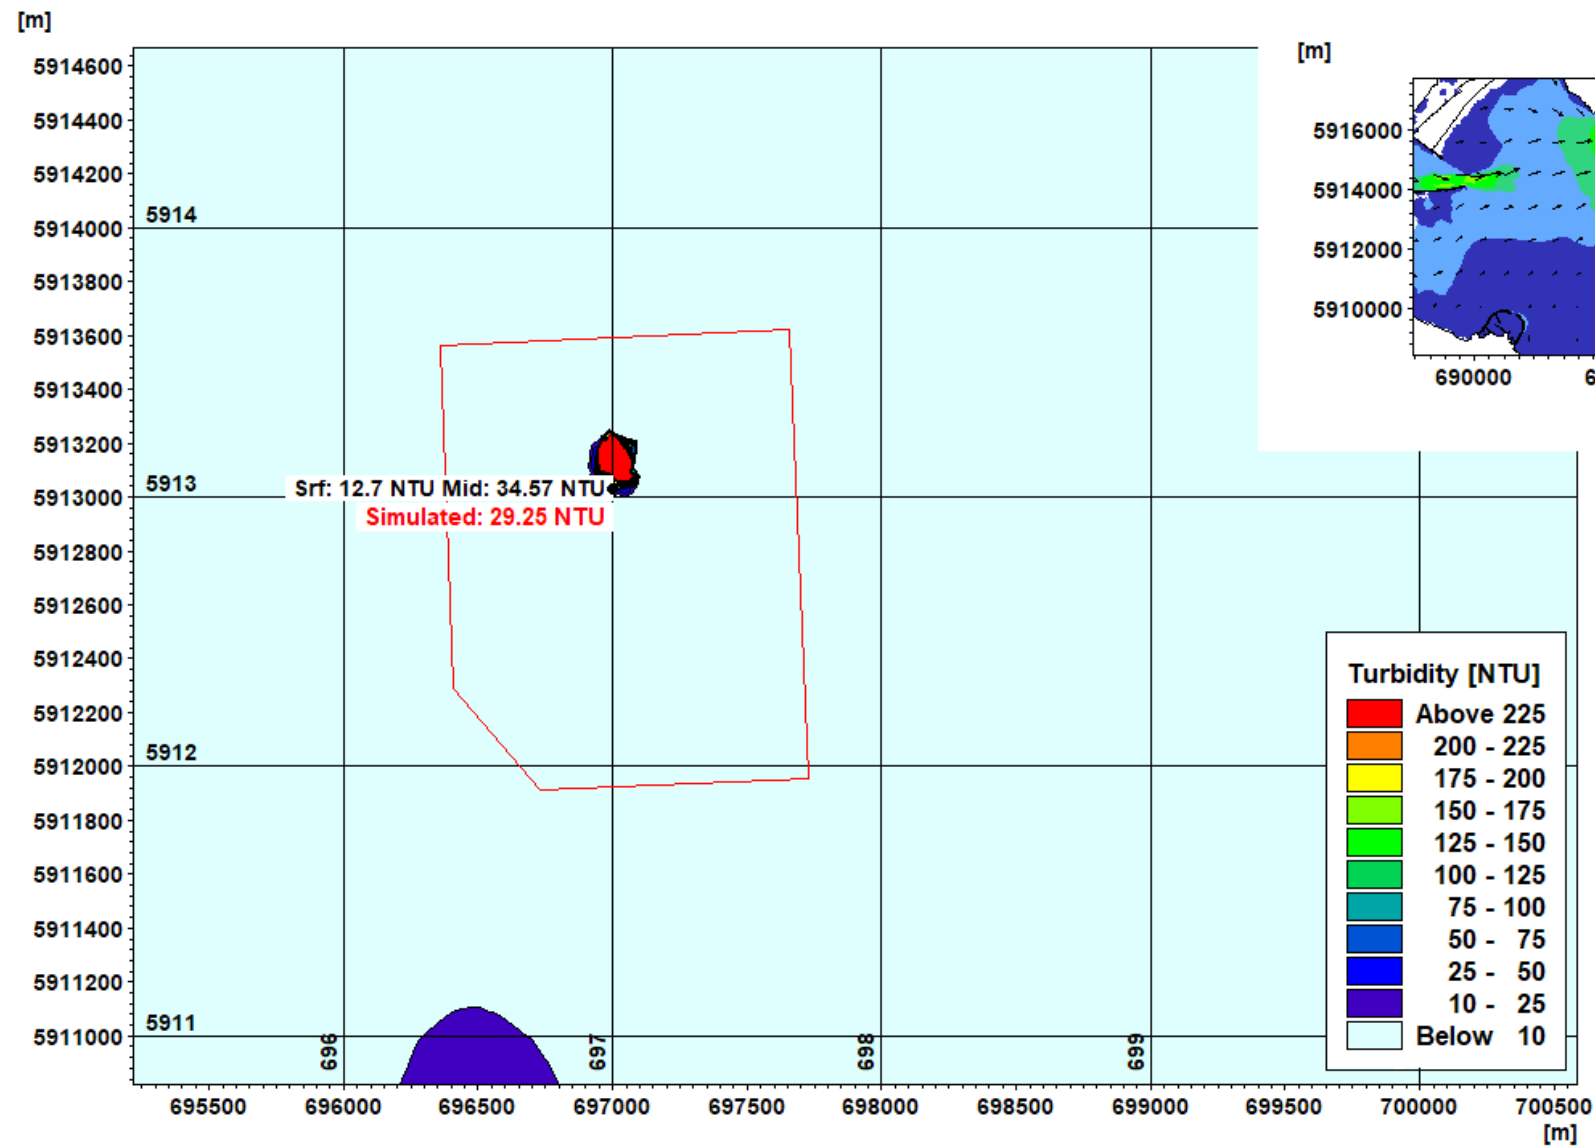 [m]
5914600
5914400
5914200
5914000
5913800
5913600
5913400
5913200
5913000
5912800
5912600
5912400
5912200
5912000
5911800
5911600
5911400
5911200
5911000
5914
5913
5912
5911
Srf: 12.7 NTU Mid: 34.57 NTU
Simulated: 29.25 NTU
696
697
698
699
695500 696000 696500 697000 697500 698000 698500 699000 699500 700000 700500
[m]
[m]
5916000
5914000
5912000
5910000
690000 6
Turbidity [NTU]
Above 225
200 - 225
175 - 200
150 - 175
125 - 150
100 - 125
75 - 100
50 - 75
25 - 50
10 - 25
Below 10